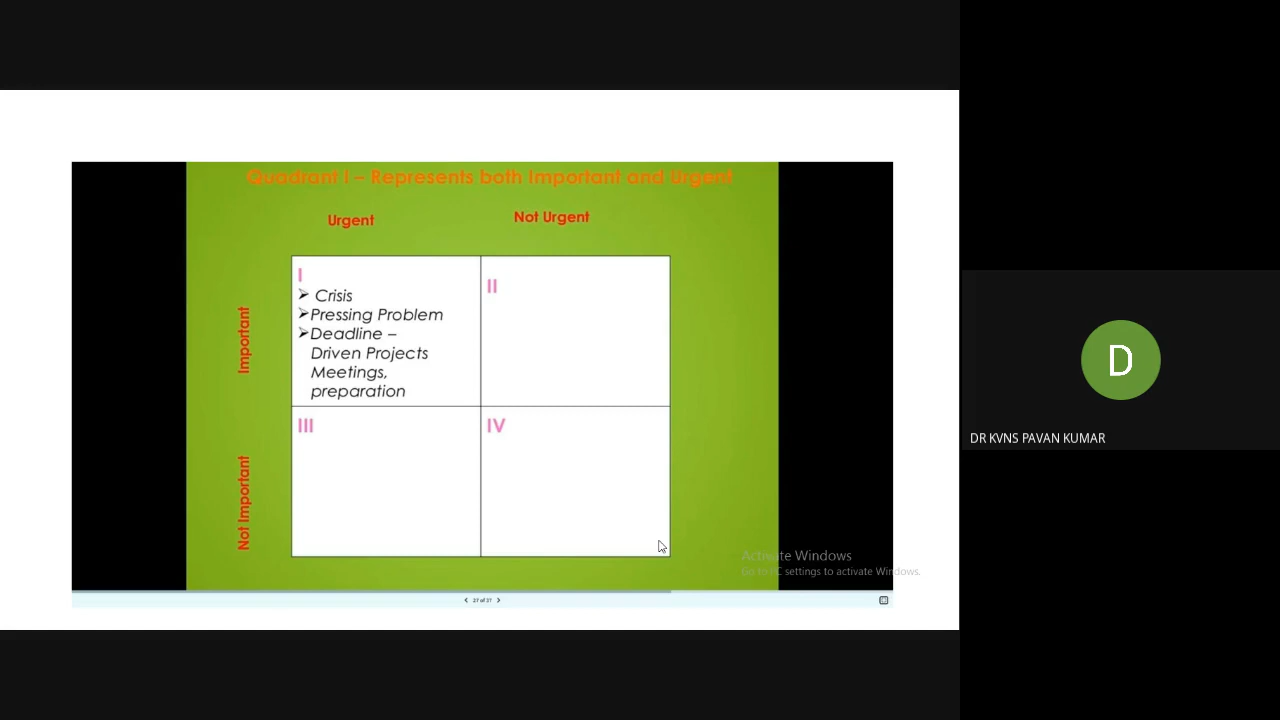 Quadrant I – Represents both Important and Urgent
Urgent
Not Urgent
Important
I
➢ Crisis
➢Pressing Problem
➢Deadline –
Driven Projects
Meetings,
preparation
II
Not Important
III
IV
Activate Windows
Go to PC settings to activate Windows.
27 of 37
D
DR KVNS PAVAN KUMAR